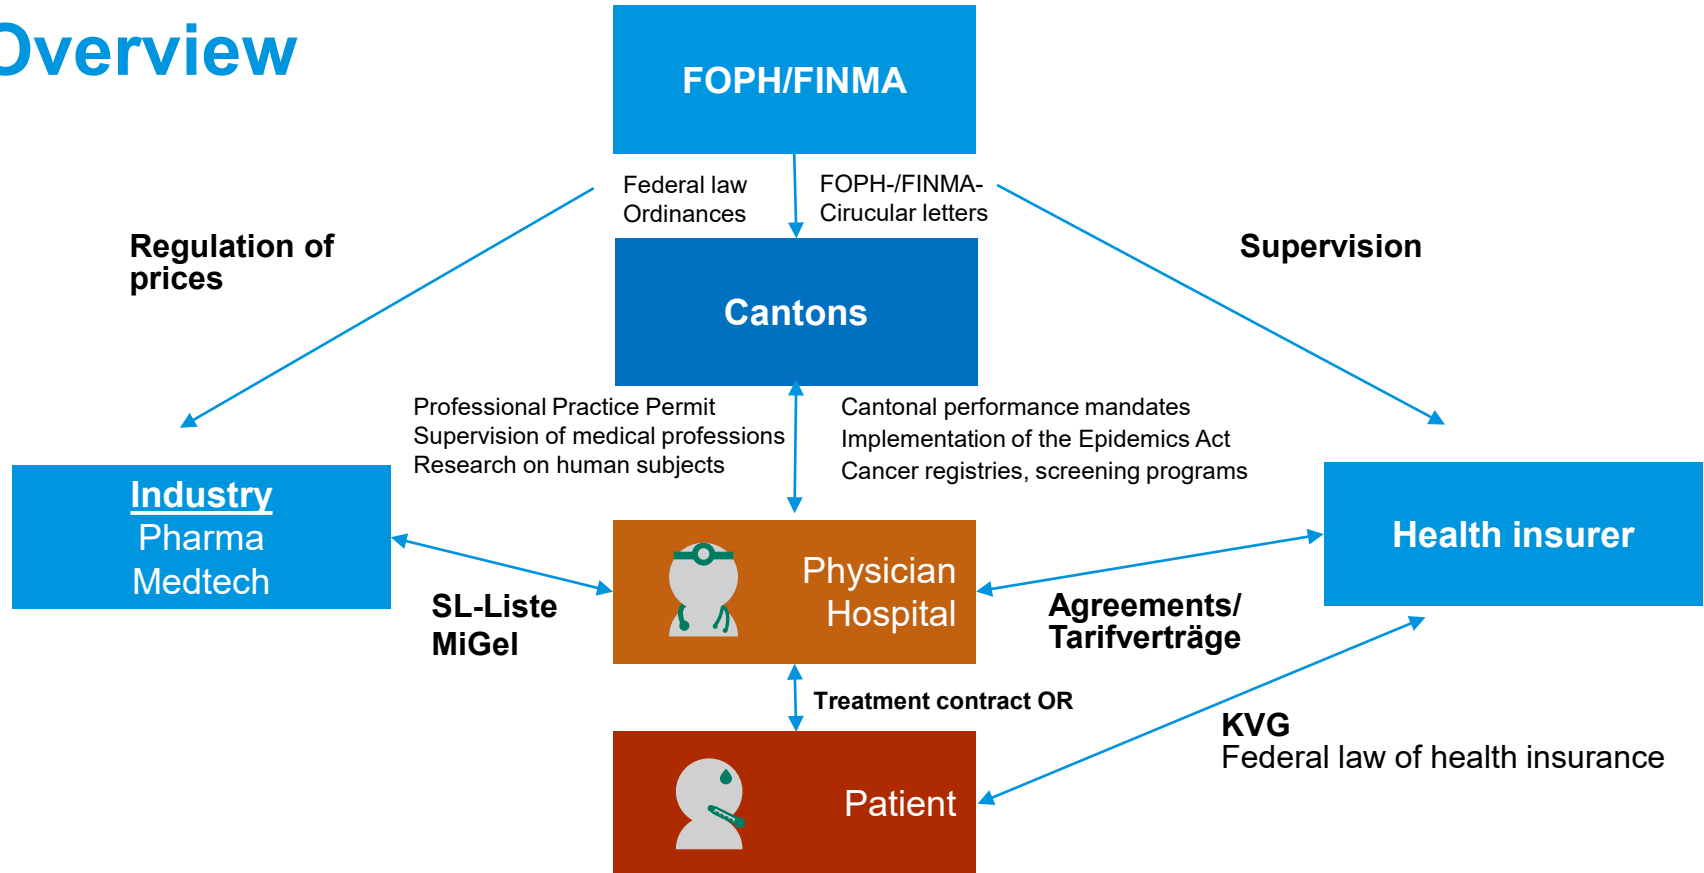 Overview
FOPH/FINMA
Federal law
Ordinances
FOPH-/FINMA-
Cirucular letters
Regulation of
prices
Supervision
Cantons
Professional Practice Permit
Supervision of medical professions
Research on human subjects
Cantonal performance mandates
Implementation of the Epidemics Act
Cancer registries, screening programs
Industry
Pharma
Medtech
Physician
Hospital
Health insurer
SL-Liste
MiGel
Agreements/
Tarifverträge
Treatment contract OR
KVG
Federal law of health insurance
Patient